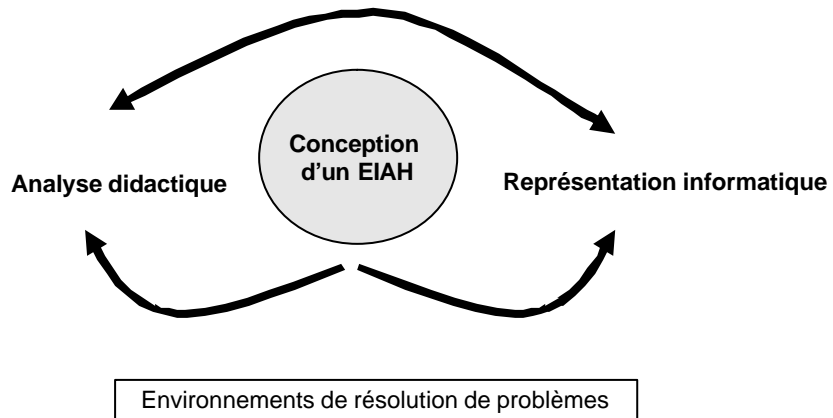 Conception
d'un EIAH
Analyse didactique
Représentation informatique
Environnements de résolution de problèmes